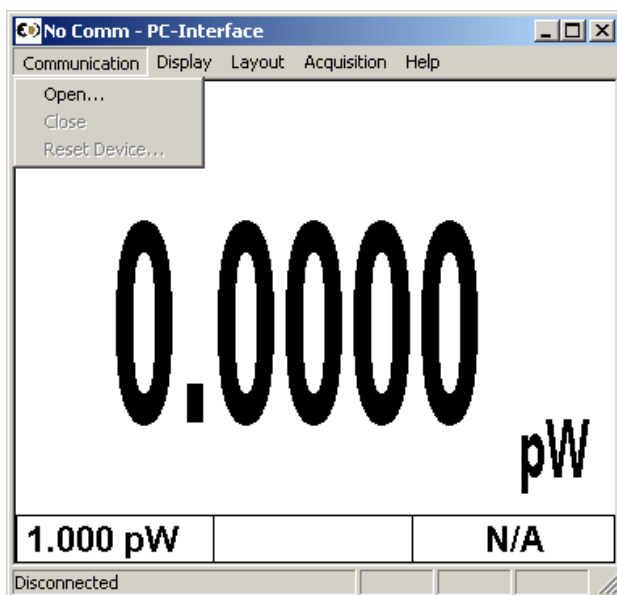 No Comm - PC-Interface
Communication Display Layout Acquisition Help
Open...
Close
Reset Device...
0.0000
pW
1.000 pW N/A
Disconnected